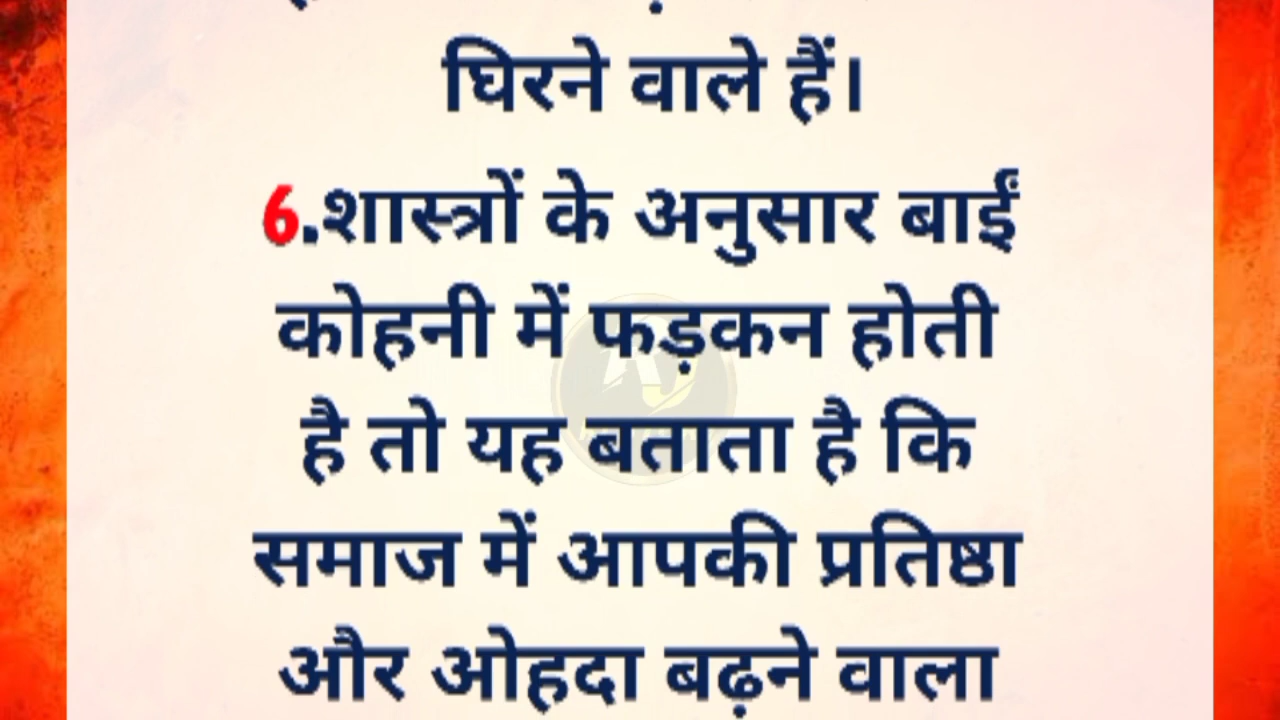 घिरने वाले हैं।
6.शास्त्रों के अनुसार बाईं
कोहनी में फड़कन होती
है तो यह बताता है कि
समाज में आपकी प्रतिष्ठा
और ओहदा बढ़ने वाला